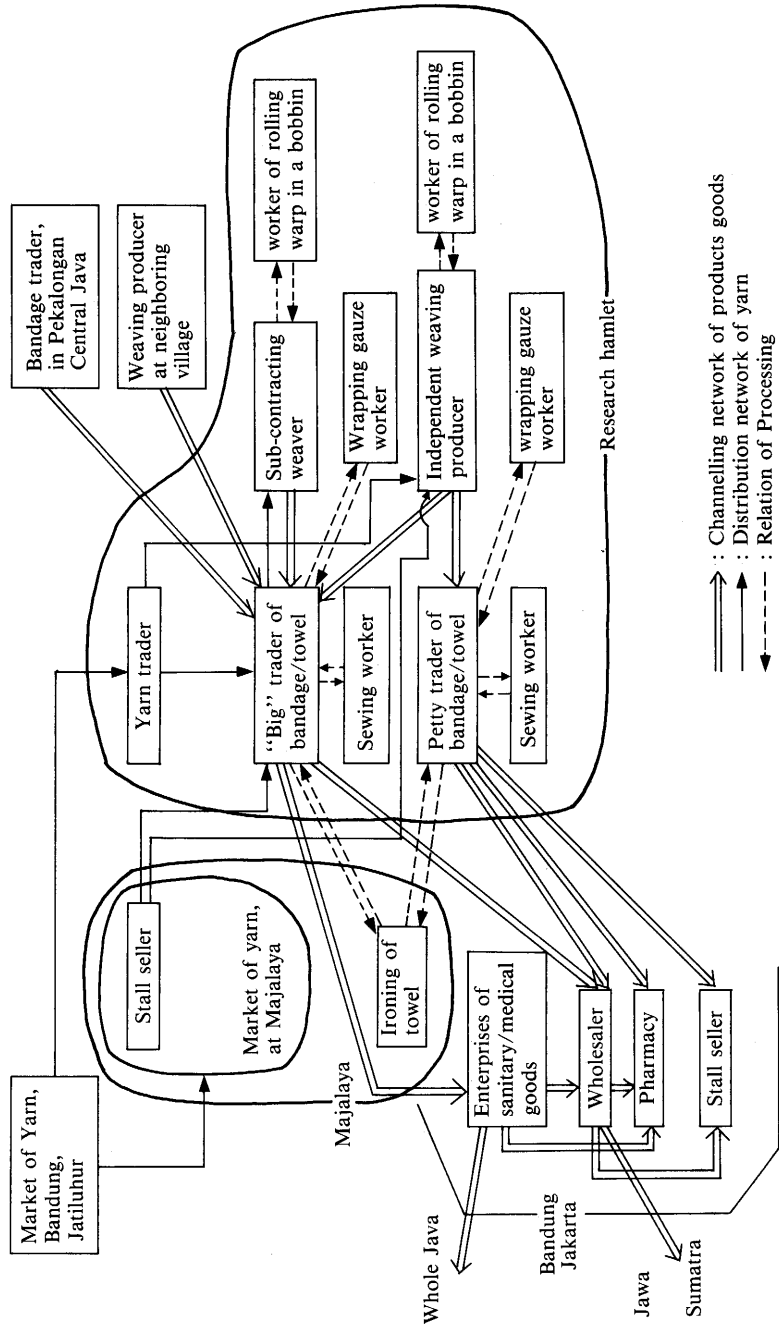 Market of Yarn,
Bandung,
Jatiluhur
Stall seller
Market of yarn,
at Majalaya
Ironing of
towel
Majalaya
Yarn trader
"Big" trader of
bandage/towel
Sewing worker
Petty trader of
bandage/towel
Sewing worker
Bandage trader,
in Pekalongan
Central Java
Weaving producer
at neighboring
village
Sub-contracting
weaver
worker of rolling
warp in a bobbin
Wrapping gauze
worker
Independent weaving
producer
worker of rolling
warp in a bobbin
wrapping gauze
worker
Research hamlet
Enterprises of
sanitary/medical
goods
Wholesaler
Pharmacy
Stall seller
Whole Java
Bandung
Jakarta
Jawa
Sumatra
: Channelling network of products goods
: Distribution network of yarn
: Relation of Processing